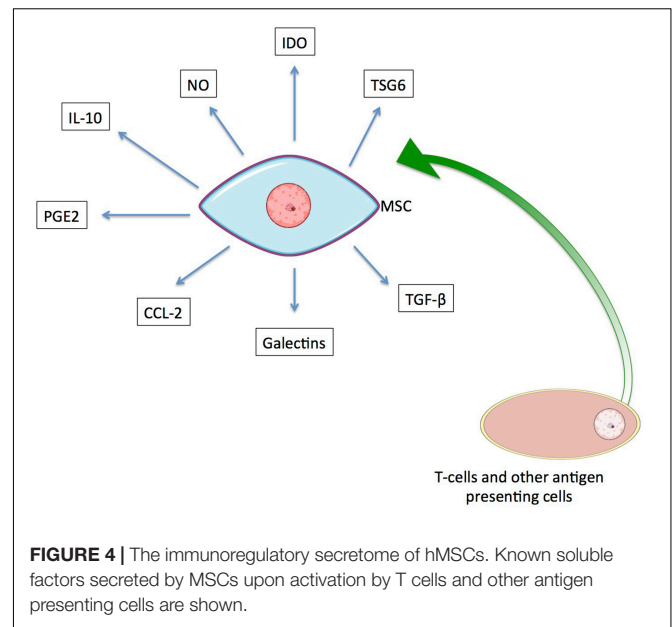 IDO
NO
TSG6
IL-10
PGE2
MSC
CCL-2
TGF-β
Galectins
T-cells and other antigen
presenting cells
FIGURE 4 | The immunoregulatory secretome of hMSCs. Known soluble
factors secreted by MSCs upon activation by T cells and other antigen
presenting cells are shown.